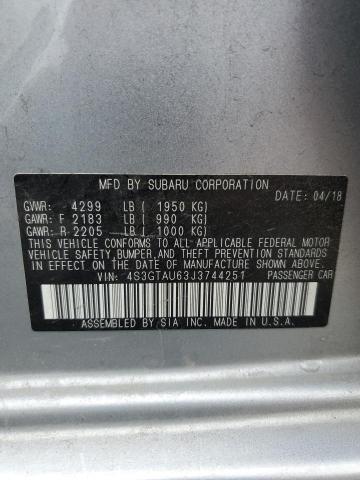 MFD BY SUBARU CORPORATION
DATE: 04/18
GVWR: 4299 LB ( 1950 KG)
GAWR: F 2183 LB ( 990 KG)
GAWR: R 2205 LB ( 1000 KG)
THIS VEHICLE CONFORMS TO ALL APPLICABLE FEDERAL MOTOR
VEHICLE SAFETY, BUMPER, AND THEFT PREVENTION STANDARDS
IN EFFECT ON THE DATE OF MANUFACTURE SHOWN ABOVE.
VIN: 4S3GTAU63J3744251 PASSENGER CAR
ASSEMBLED BY SIA INC. MADE IN U.S.A.